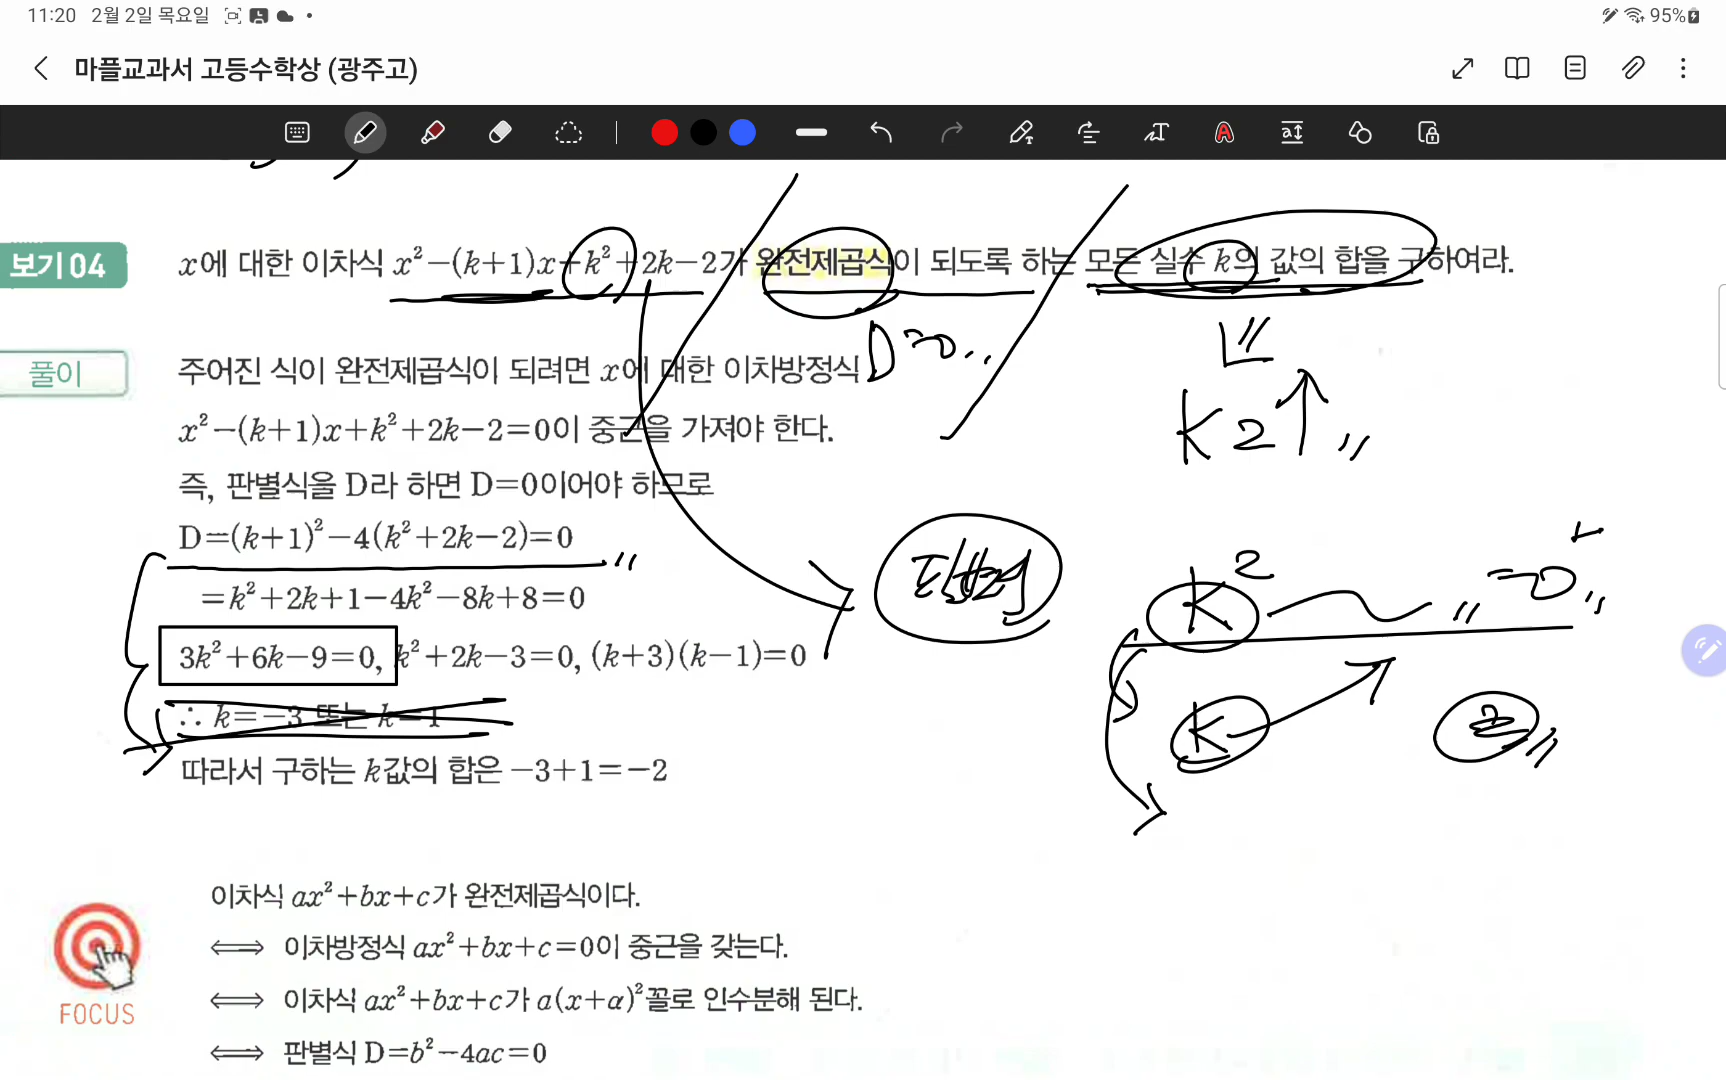 11:20 2월 2일 목요일
95%
마플교과서 고등수학상 (광주고)
보기 04
x에 대한 이차식 x²−(k+1)x+k²+2k−2가 완전제곱식이 되도록 하는 모든 실수 k의 값의 합을 구하여라.
D=0
풀이
주어진 식이 완전제곱식이 되려면 x에 대한 이차방정식
x²−(k+1)x+k²+2k−2=0이 중근을 가져야 한다.
K 2↑
즉, 판별식을 D라 하면 D=0이어야 하므로
D=(k+1)²−4(k²+2k−2)=0
판별식
K² =0
=k²+2k+1−4k²−8k+8=0
3k²+6k−9=0, k²+2k−3=0, (k+3)(k−1)=0
∴ k=−3 또는 k=1
K
2
따라서 구하는 k값의 합은 −3+1=−2
FOCUS
이차식 ax²+bx+c가 완전제곱식이다.
⟺ 이차방정식 ax²+bx+c=0이 중근을 갖는다.
⟺ 이차식 ax²+bx+c가 a(x+α)²꼴로 인수분해 된다.
⟺ 판별식 D=b²−4ac=0